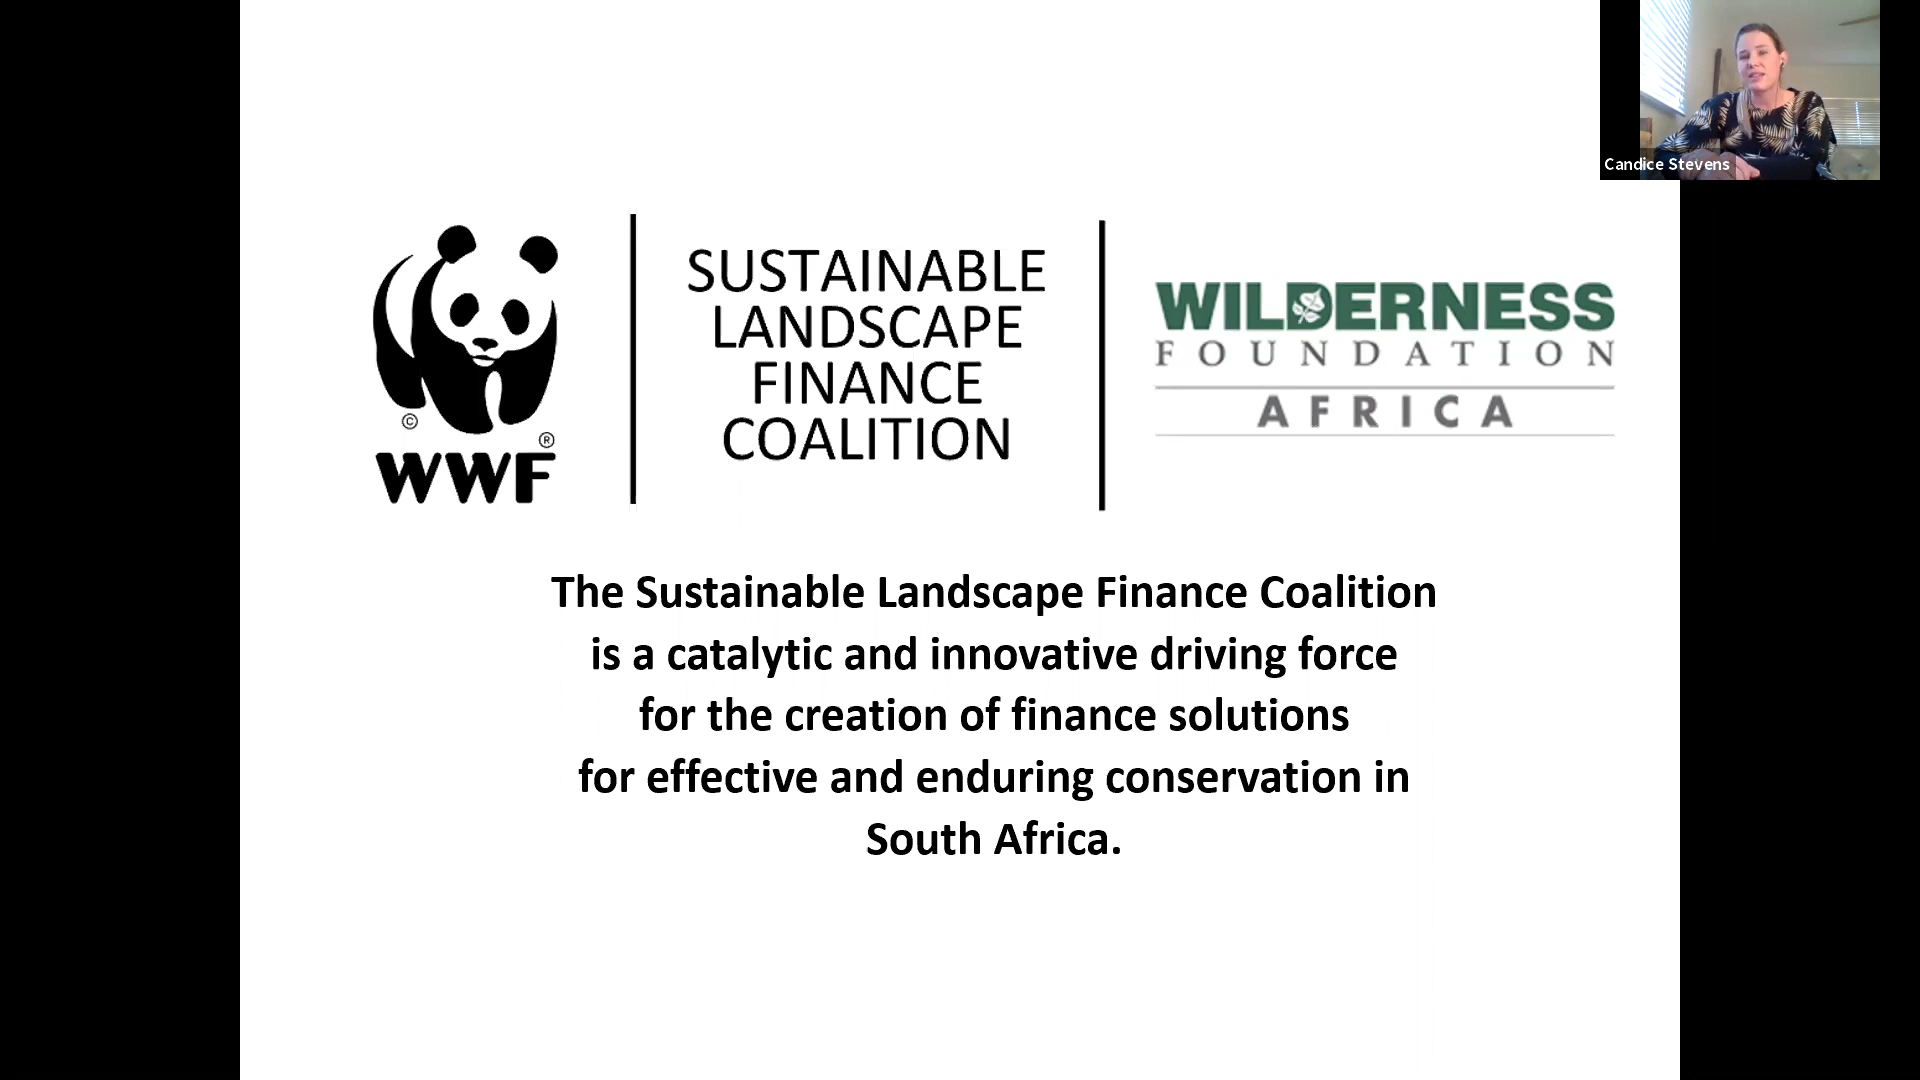 Candice Stevens
©
®
WWF
SUSTAINABLE
LANDSCAPE
FINANCE
COALITION
WILDERNESS
FOUNDATION
AFRICA
The Sustainable Landscape Finance Coalition
is a catalytic and innovative driving force
for the creation of finance solutions
for effective and enduring conservation in
South Africa.